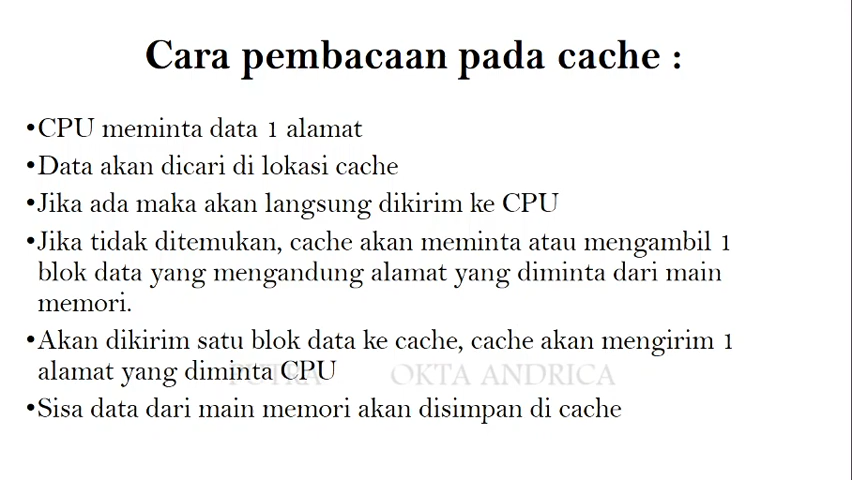 Cara pembacaan pada cache :
•CPU meminta data 1 alamat
•Data akan dicari di lokasi cache
•Jika ada maka akan langsung dikirim ke CPU
•Jika tidak ditemukan, cache akan meminta atau mengambil 1
blok data yang mengandung alamat yang diminta dari main
memori.
•Akan dikirim satu blok data ke cache, cache akan mengirim 1
alamat yang diminta CPU
PUTRA OKTA ANDRICA
•Sisa data dari main memori akan disimpan di cache